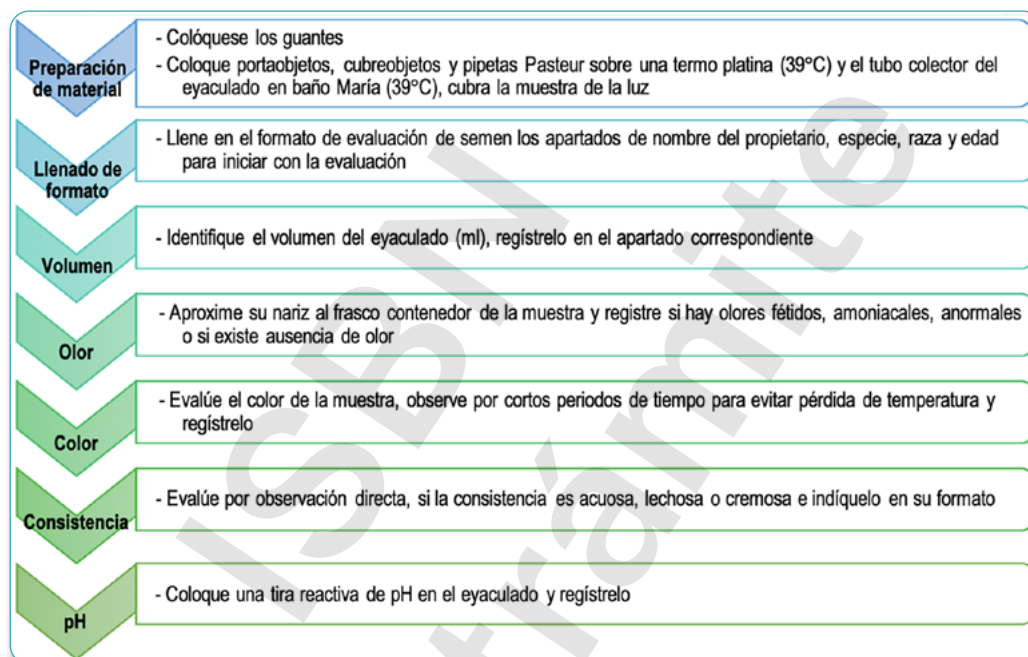 Preparación
de material
- Colóquese los guantes
- Coloque portaobjetos, cubreobjetos y pipetas Pasteur sobre una termo platina (39°C) y el tubo colector del
eyaculado en baño María (39°C), cubra la muestra de la luz
Llenado de
formato
- Llene en el formato de evaluación de semen los apartados de nombre del propietario, especie, raza y edad
para iniciar con la evaluación
Volumen
- Identifique el volumen del eyaculado (ml), regístrelo en el apartado correspondiente
Olor
- Aproxime su nariz al frasco contenedor de la muestra y registre si hay olores fétidos, amoniacales, anormales
o si existe ausencia de olor
Color
- Evalúe el color de la muestra, observe por cortos periodos de tiempo para evitar pérdida de temperatura y
regístrelo
Consistencia
- Evalúe por observación directa, si la consistencia es acuosa, lechosa o cremosa e indíquelo en su formato
pH
- Coloque una tira reactiva de pH en el eyaculado y regístrelo
ISBN
trámite